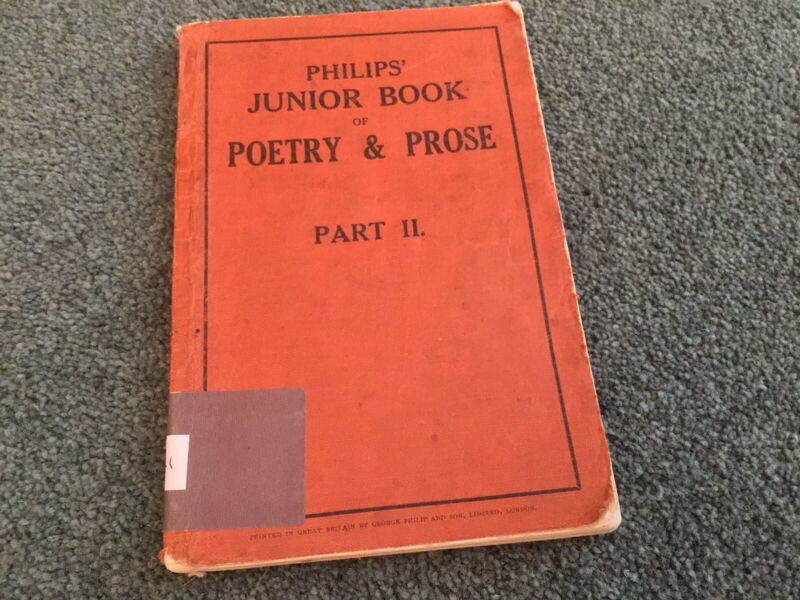 PHILIPS'
JUNIOR BOOK
OF
POETRY & PROSE
PART II.
PRINTED IN GREAT BRITAIN BY GEORGE PHILIP AND SON, LIMITED, LONDON.